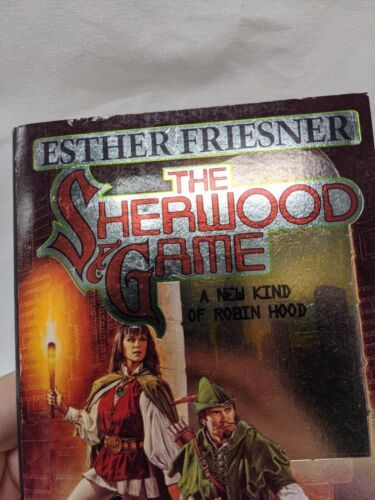 ESTHER FRIESNER
THE
SHERWOOD
GAME
A NEW KIND
OF ROBIN HOOD